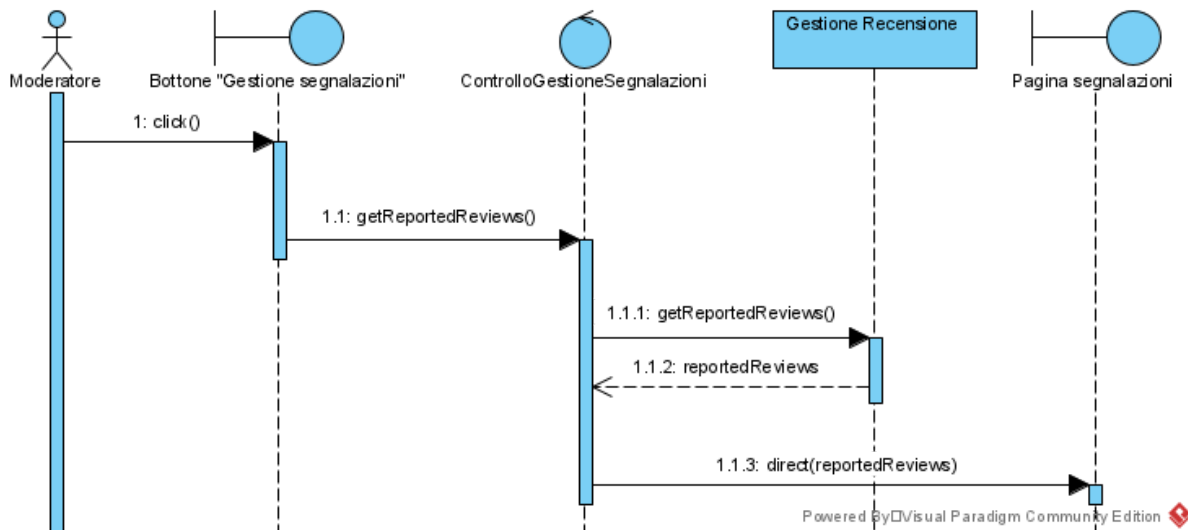 Gestione Recensione
Moderatore
Bottone "Gestione segnalazioni"
ControlloGestioneSegnalazioni
Pagina segnalazioni
1: click()
1.1: getReportedReviews()
1.1.1: getReportedReviews()
1.1.2: reportedReviews
1.1.3: direct(reportedReviews)
Powered By□Visual Paradigm Community Edition